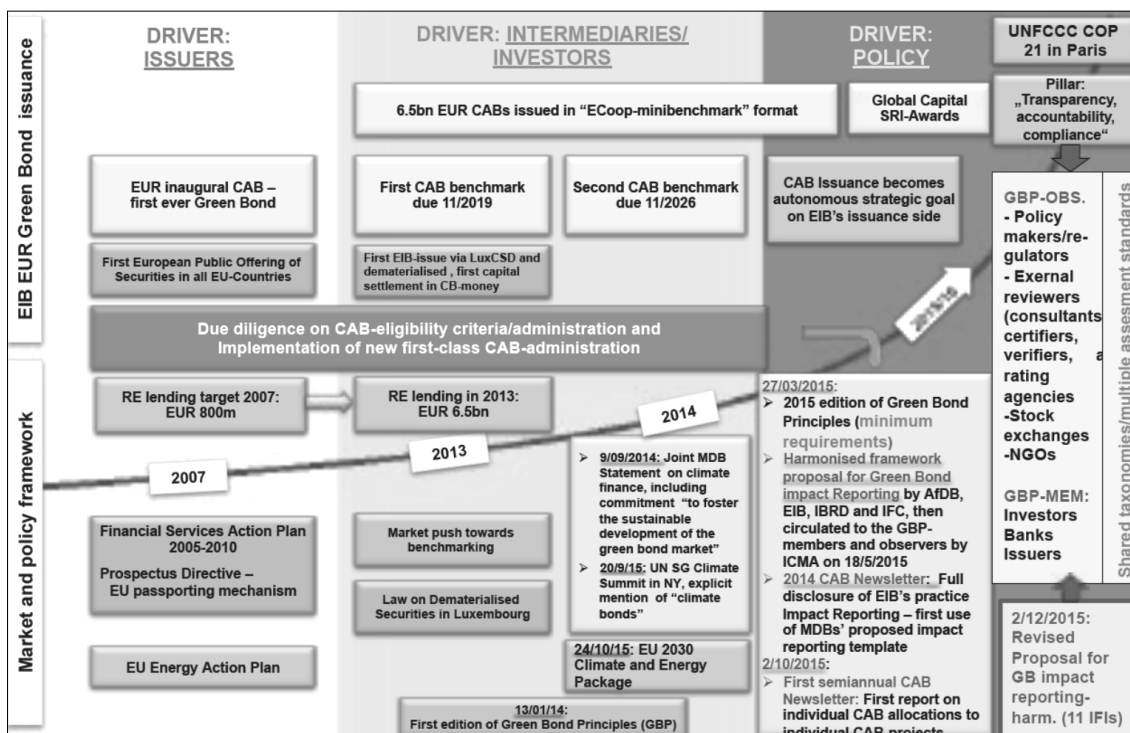 EIB EUR Green Bond issuance
DRIVER:
ISSUERS
DRIVER: INTERMEDIARIES/
INVESTORS
DRIVER:
POLICY
UNFCCC COP
21 in Paris
6.5bn EUR CABs issued in “ECoop-minibenchmark” format
Global Capital
SRI-Awards
Pillar:
„Transparency,
accountability,
compliance“
EUR inaugural CAB –
first ever Green Bond
First CAB benchmark
due 11/2019
Second CAB benchmark
due 11/2026
CAB Issuance becomes
autonomous strategic goal
on EIB’s issuance side
First European Public Offering of
Securities in all EU-Countries
First EIB-issue via LuxCSD and
dematerialised , first capital
settlement in CB-money
Due diligence on CAB-eligibility criteria/administration and
Implementation of new first-class CAB-administration
2015/16
GBP-OBS.
- Policy
makers/re-
gulators
- Exernal
reviewers
(consultants
certifiers,
verifiers, a
rating
agencies
-Stock
exchanges
-NGOs
GBP-MEM:
Investors
Banks
Issuers
Shared taxonomies/multiple assesment standards
Market and policy framework
RE lending target 2007:
EUR 800m
RE lending in 2013:
EUR 6.5bn
2007
2013
2014
Financial Services Action Plan
2005-2010
Prospectus Directive –
EU passporting mechanism
EU Energy Action Plan
Market push towards
benchmarking
Law on Dematerialised
Securities in Luxembourg
➢ 9/09/2014: Joint MDB
Statement on climate
finance, including
commitment “to foster
the sustainable
development of the
green bond market”
➢ 20/9/15: UN SG Climate
Summit in NY, explicit
mention of “climate
bonds”
24/10/15: EU 2030
Climate and Energy
Package
13/01/14:
First edition of Green Bond Principles (GBP)
27/03/2015:
➢ 2015 edition of Green Bond
Principles (minimum
requirements)
➢ Harmonised framework
proposal for Green Bond
impact Reporting by AfDB,
EIB, IBRD and IFC, then
circulated to the GBP-
members and observers by
ICMA on 18/5/2015
➢ 2014 CAB Newsletter: Full
disclosure of EIB’s practice
Impact Reporting – first use
of MDBs’ proposed impact
reporting template
2/10/2015:
➢ First semiannual CAB
Newsletter: First report on
individual CAB allocations to
individual CAB projects
2/12/2015:
Revised
Proposal for
GB impact
reporting-
harm. (11 IFIs)